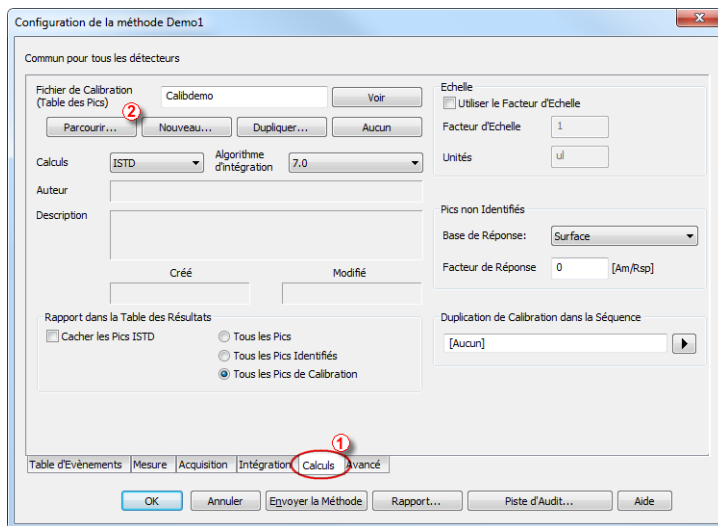 Configuration de la méthode Demo1
Commun pour tous les détecteurs
Fichier de Calibration
(Table des Pics)
Calibdemo
Voir
②
Parcourir...
Nouveau...
Dupliquer...
Aucun
Calculs
ISTD
Algorithme
d'intégration
7.0
Auteur
Description
Créé
Modifié
Rapport dans la Table des Résultats
Cacher les Pics ISTD
Tous les Pics
Tous les Pics Identifiés
Tous les Pics de Calibration
Echelle
Utiliser le Facteur d'Echelle
Facteur d'Echelle
1
Unités
ul
Pics non Identifiés
Base de Réponse:
Surface
Facteur de Réponse
0
[Am/Rsp]
Duplication de Calibration dans la Séquence
[Aucun]
①
Table d'Evènements
Mesure
Acquisition
Intégration
Calculs
Avancé
OK
Annuler
Envoyer la Méthode
Rapport...
Piste d'Audit...
Aide